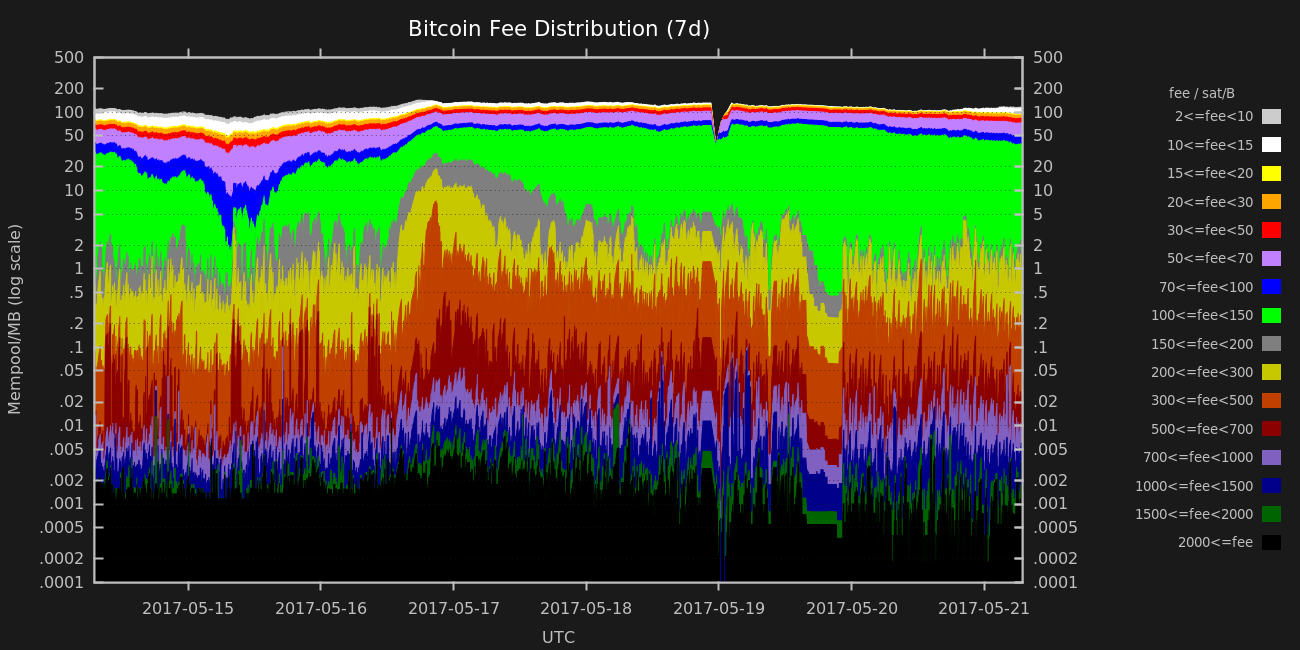 Bitcoin Fee Distribution (7d)
500
200
100
50
20
10
5
2
1
.5
.2
.1
.05
.02
.01
.005
.002
.001
.0005
.0002
.0001
Mempool/MB (log scale)
500
200
100
50
20
10
5
2
1
.5
.2
.1
.05
.02
.01
.005
.002
.001
.0005
.0002
.0001
2017-05-15
2017-05-16
2017-05-17
2017-05-18
2017-05-19
2017-05-20
2017-05-21
UTC
fee / sat/B
2<=fee<10
10<=fee<15
15<=fee<20
20<=fee<30
30<=fee<50
50<=fee<70
70<=fee<100
100<=fee<150
150<=fee<200
200<=fee<300
300<=fee<500
500<=fee<700
700<=fee<1000
1000<=fee<1500
1500<=fee<2000
2000<=fee